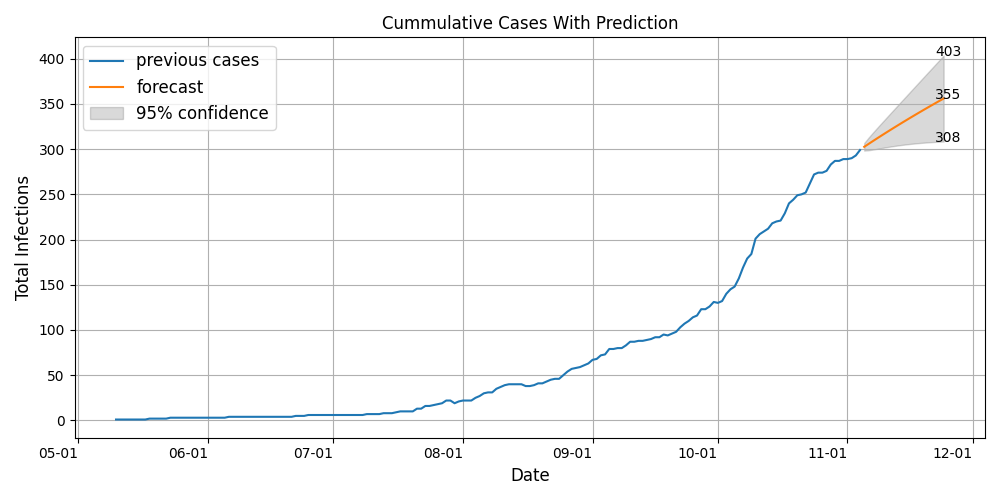 Cummulative Cases With Prediction
previous cases
forecast
95% confidence
403
355
308
400
350
300
250
200
150
100
50
0
Total Infections
05-01 06-01 07-01 08-01 09-01 10-01 11-01 12-01
Date